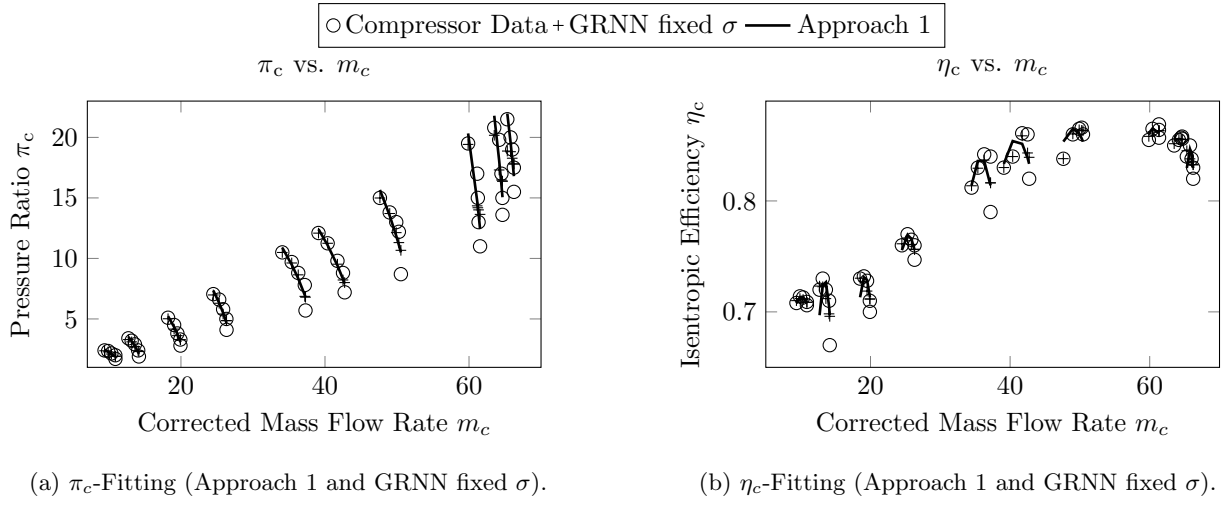 Compressor Data GRNN fixed σ Approach 1
π_c vs. m_c
η_c vs. m_c
Pressure Ratio π_c
20
15
10
5
20 40 60
Corrected Mass Flow Rate m_c
Isentropic Efficiency η_c
0.8
0.7
20 40 60
Corrected Mass Flow Rate m_c
(a) π_c-Fitting (Approach 1 and GRNN fixed σ).
(b) η_c-Fitting (Approach 1 and GRNN fixed σ).